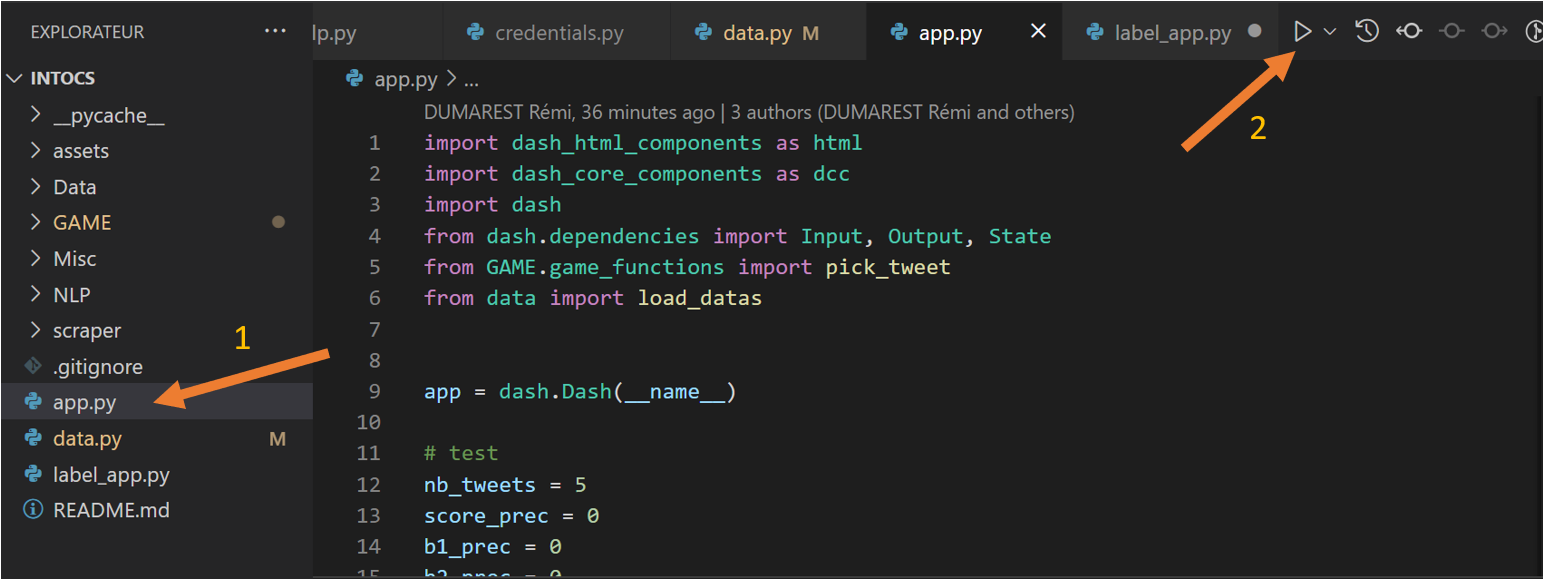 EXPLORATEUR ...
INTOCS
__pycache__
assets
Data
GAME
Misc
NLP
scraper
1
.gitignore
app.py
data.py M
label_app.py
README.md
lp.py credentials.py data.py M app.py label_app.py
2
app.py > ...
DUMAREST Rémi, 36 minutes ago | 3 authors (DUMAREST Rémi and others)
1 import dash_html_components as html
2 import dash_core_components as dcc
3 import dash
4 from dash.dependencies import Input, Output, State
5 from GAME.game_functions import pick_tweet
6 from data import load_datas
7
8
9 app = dash.Dash(__name__)
10
11 # test
12 nb_tweets = 5
13 score_prec = 0
14 b1_prec = 0
15 b2_prec = 0